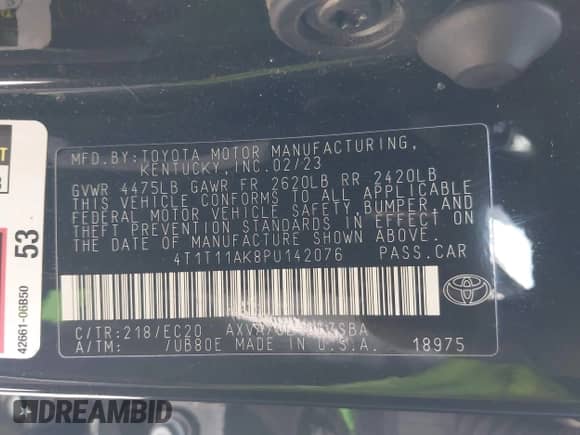 MFD.BY:TOYOTA MOTOR MANUFACTURING,
KENTUCKY,INC.02/23
GVWR 4475LB GAWR FR 2620LB RR 2420LB
THIS VEHICLE CONFORMS TO ALL APPLICABLE
FEDERAL MOTOR VEHICLE SAFETY,BUMPER,AND
THEFT PREVENTION STANDARDS IN EFFECT ON
THE DATE OF MANUFACTURE SHOWN ABOVE.
4T1T11AK8PU142076 PASS.CAR
C/TR:218/EC20
A/TM: /UB80E MADE IN U.S.A. 18975
53
42661-06B50
DREAMBID